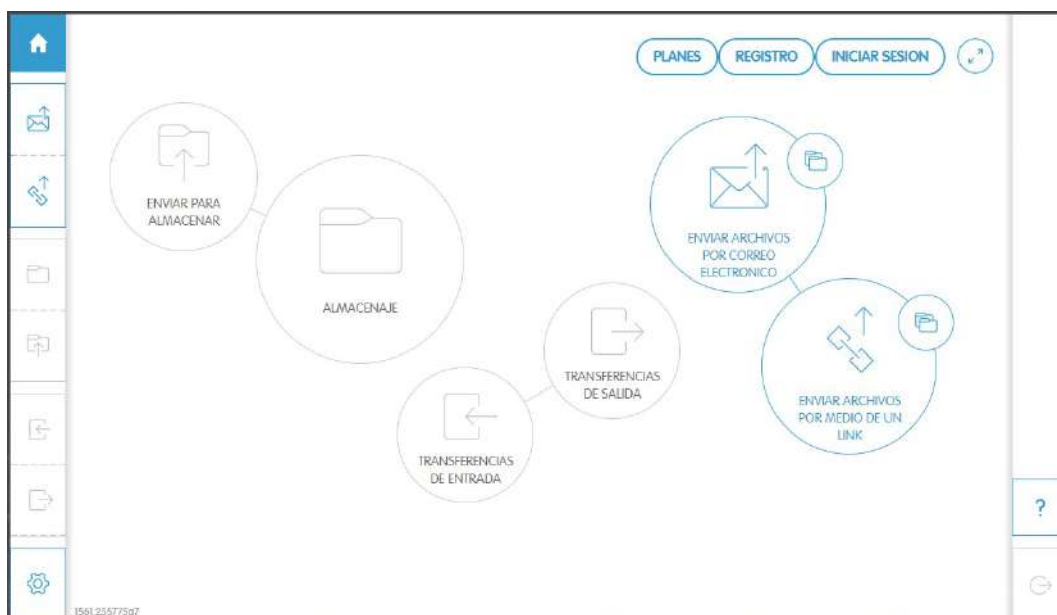 PLANES
REGISTRO
INICIAR SESION
ENVIAR PARA
ALMACENAR
ALMACENAJE
ENVIAR ARCHIVOS
POR CORREO
ELECTRONICO
TRANSFERENCIAS
DE SALIDA
ENVIAR ARCHIVOS
POR MEDIO DE UN
LINK
TRANSFERENCIAS
DE ENTRADA
?